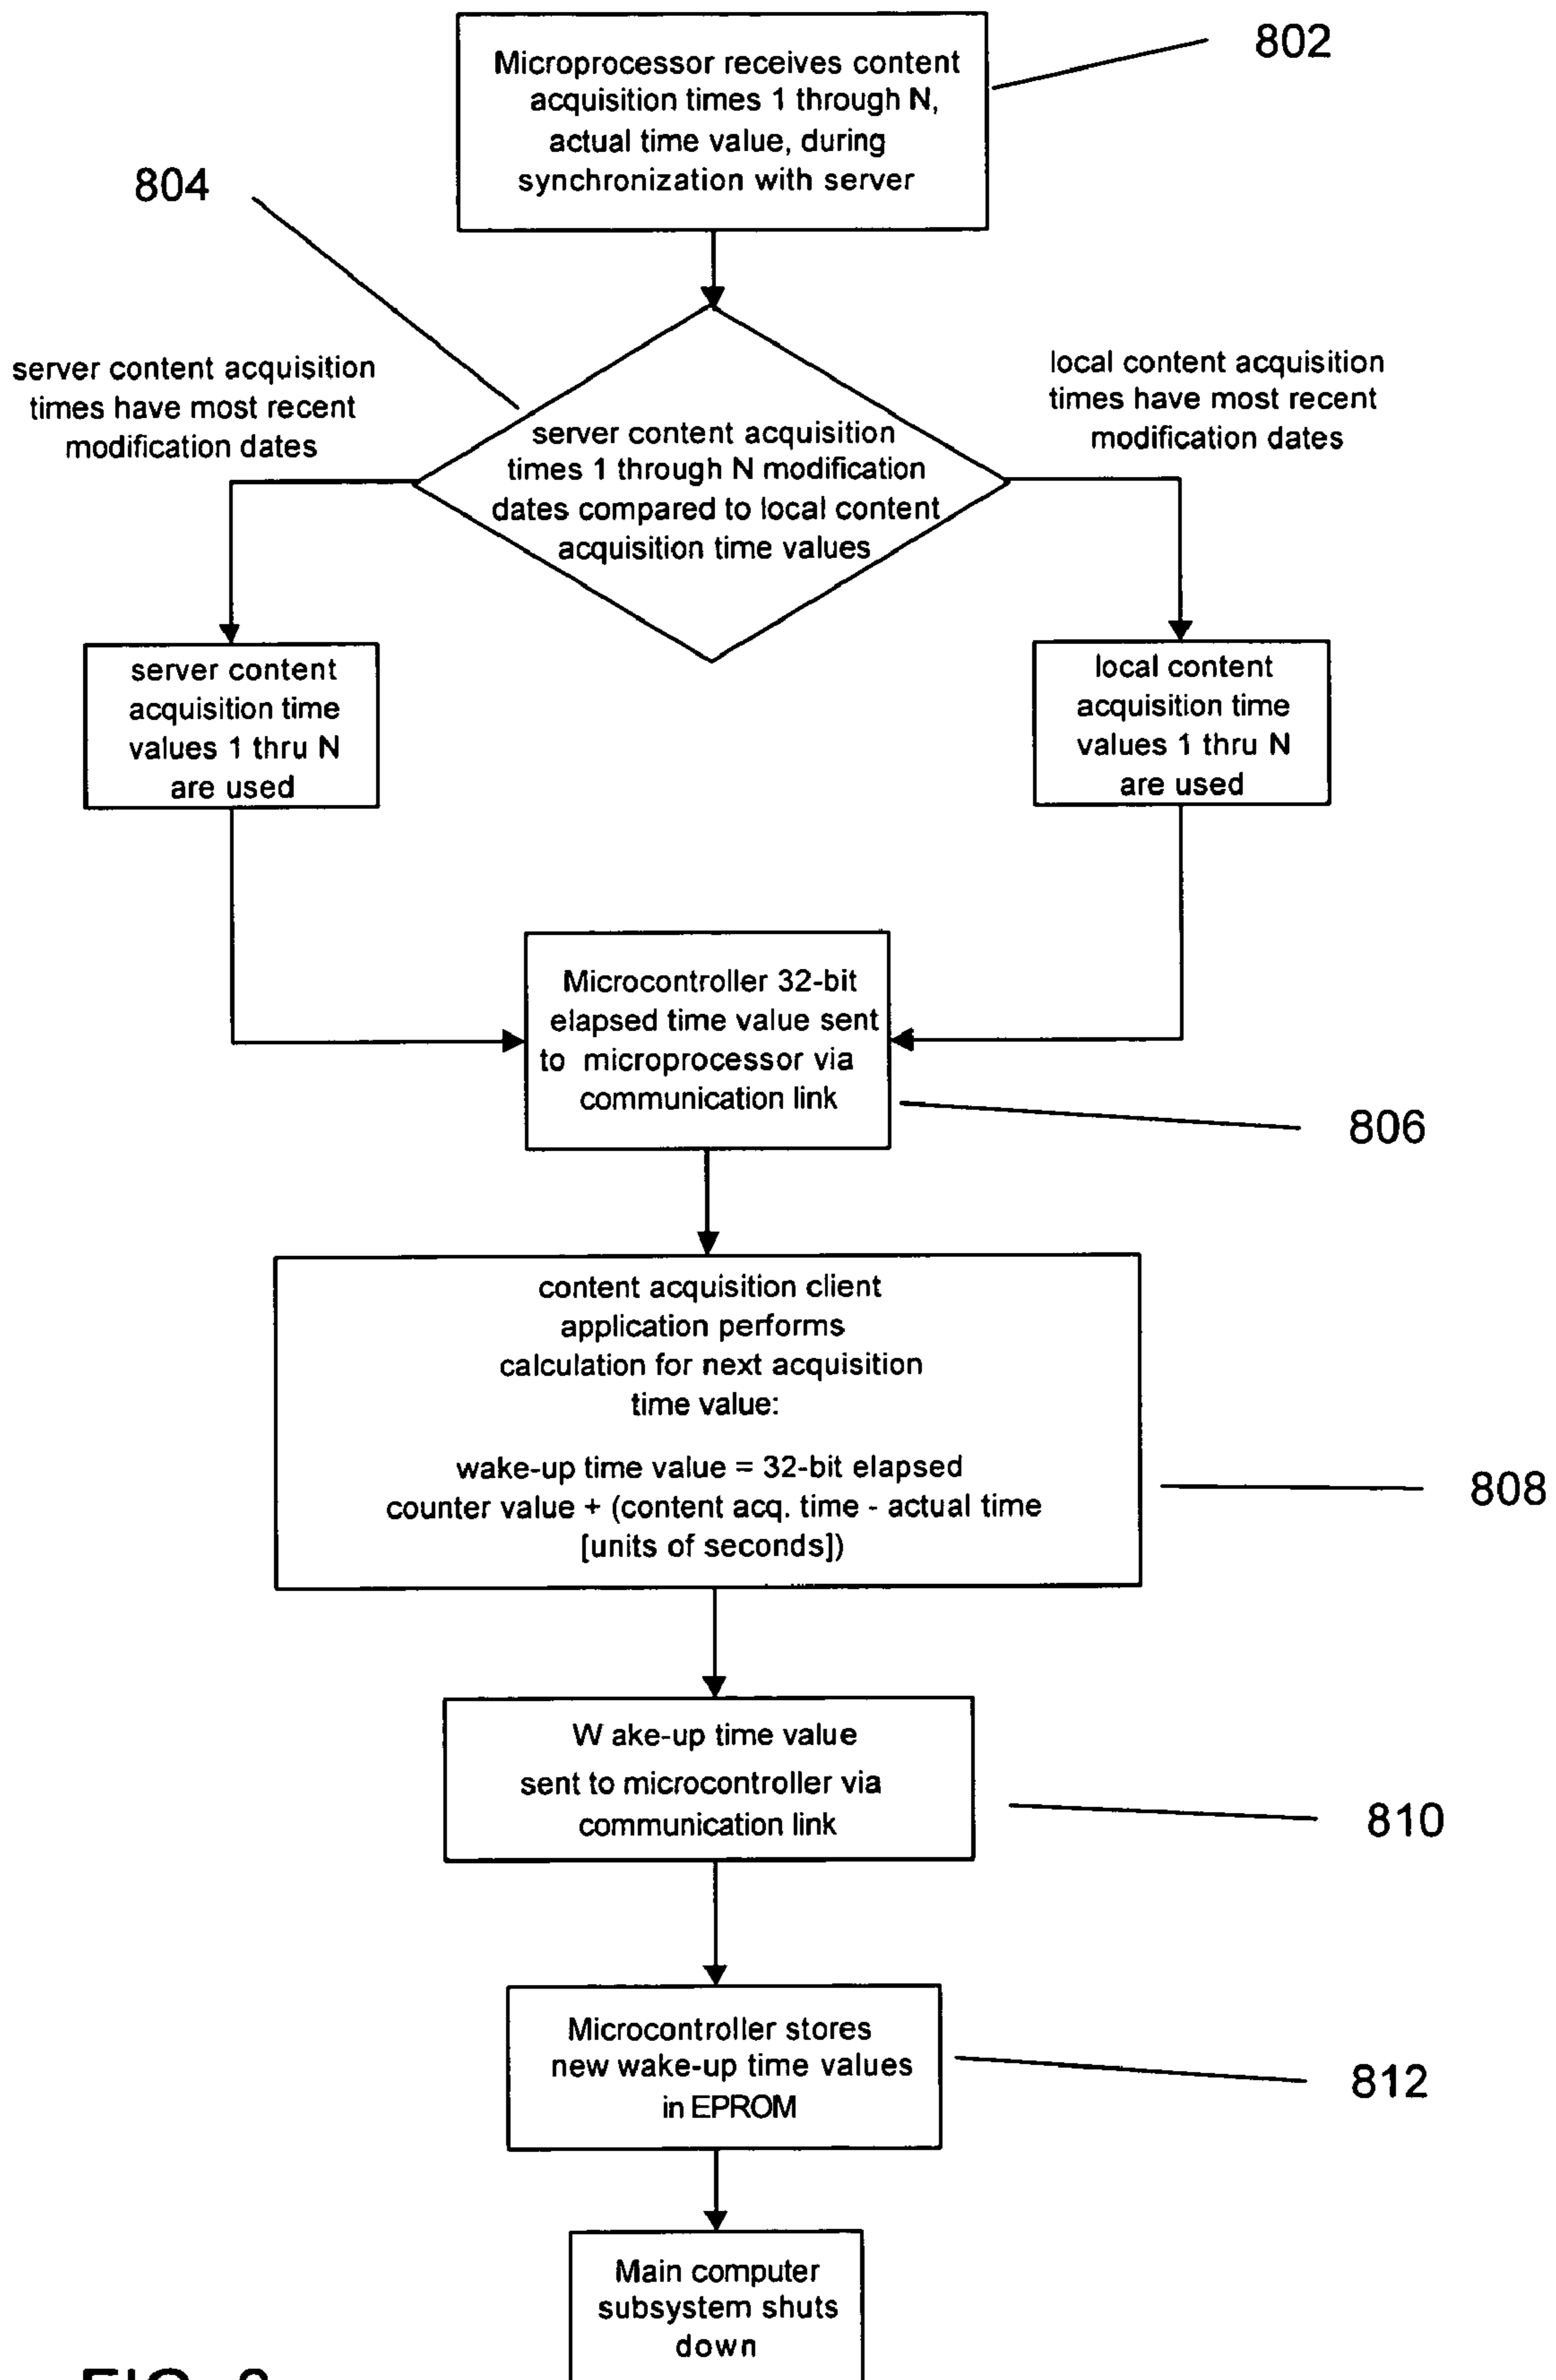 802
Microprocessor receives content
acquisition times 1 through N,
actual time value, during
synchronization with server
804
server content acquisition
times have most recent
modification dates
local content acquisition
times have most recent
modification dates
server content acquisition
times 1 through N modification
dates compared to local content
acquisition time values
server content
acquisition time
values 1 thru N
are used
local content
acquisition time
values 1 thru N
are used
Microcontroller 32-bit
elapsed time value sent
to microprocessor via
communication link
806
content acquisition client
application performs
calculation for next acquisition
time value:
wake-up time value = 32-bit elapsed
counter value + (content acq. time - actual time
[units of seconds])
808
W ake-up time value
sent to microcontroller via
communication link
810
Microcontroller stores
new wake-up time values
in EPROM
812
Main computer
subsystem shuts
down